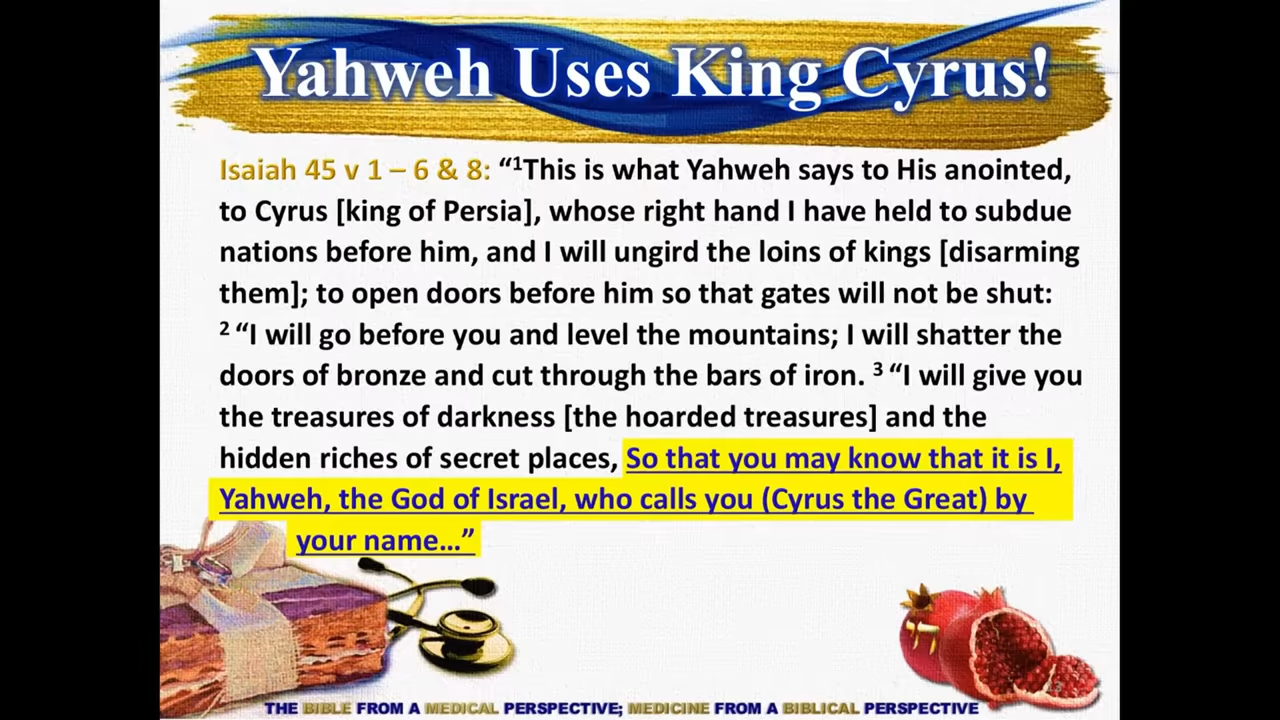 Yahweh Uses King Cyrus!
Isaiah 45 v 1 – 6 & 8: “¹This is what Yahweh says to His anointed,
to Cyrus [king of Persia], whose right hand I have held to subdue
nations before him, and I will ungird the loins of kings [disarming
them]; to open doors before him so that gates will not be shut:
² “I will go before you and level the mountains; I will shatter the
doors of bronze and cut through the bars of iron. ³ “I will give you
the treasures of darkness [the hoarded treasures] and the
hidden riches of secret places, So that you may know that it is I,
Yahweh, the God of Israel, who calls you (Cyrus the Great) by
your name…”
THE BIBLE FROM A MEDICAL PERSPECTIVE; MEDICINE FROM A BIBLICAL PERSPECTIVE